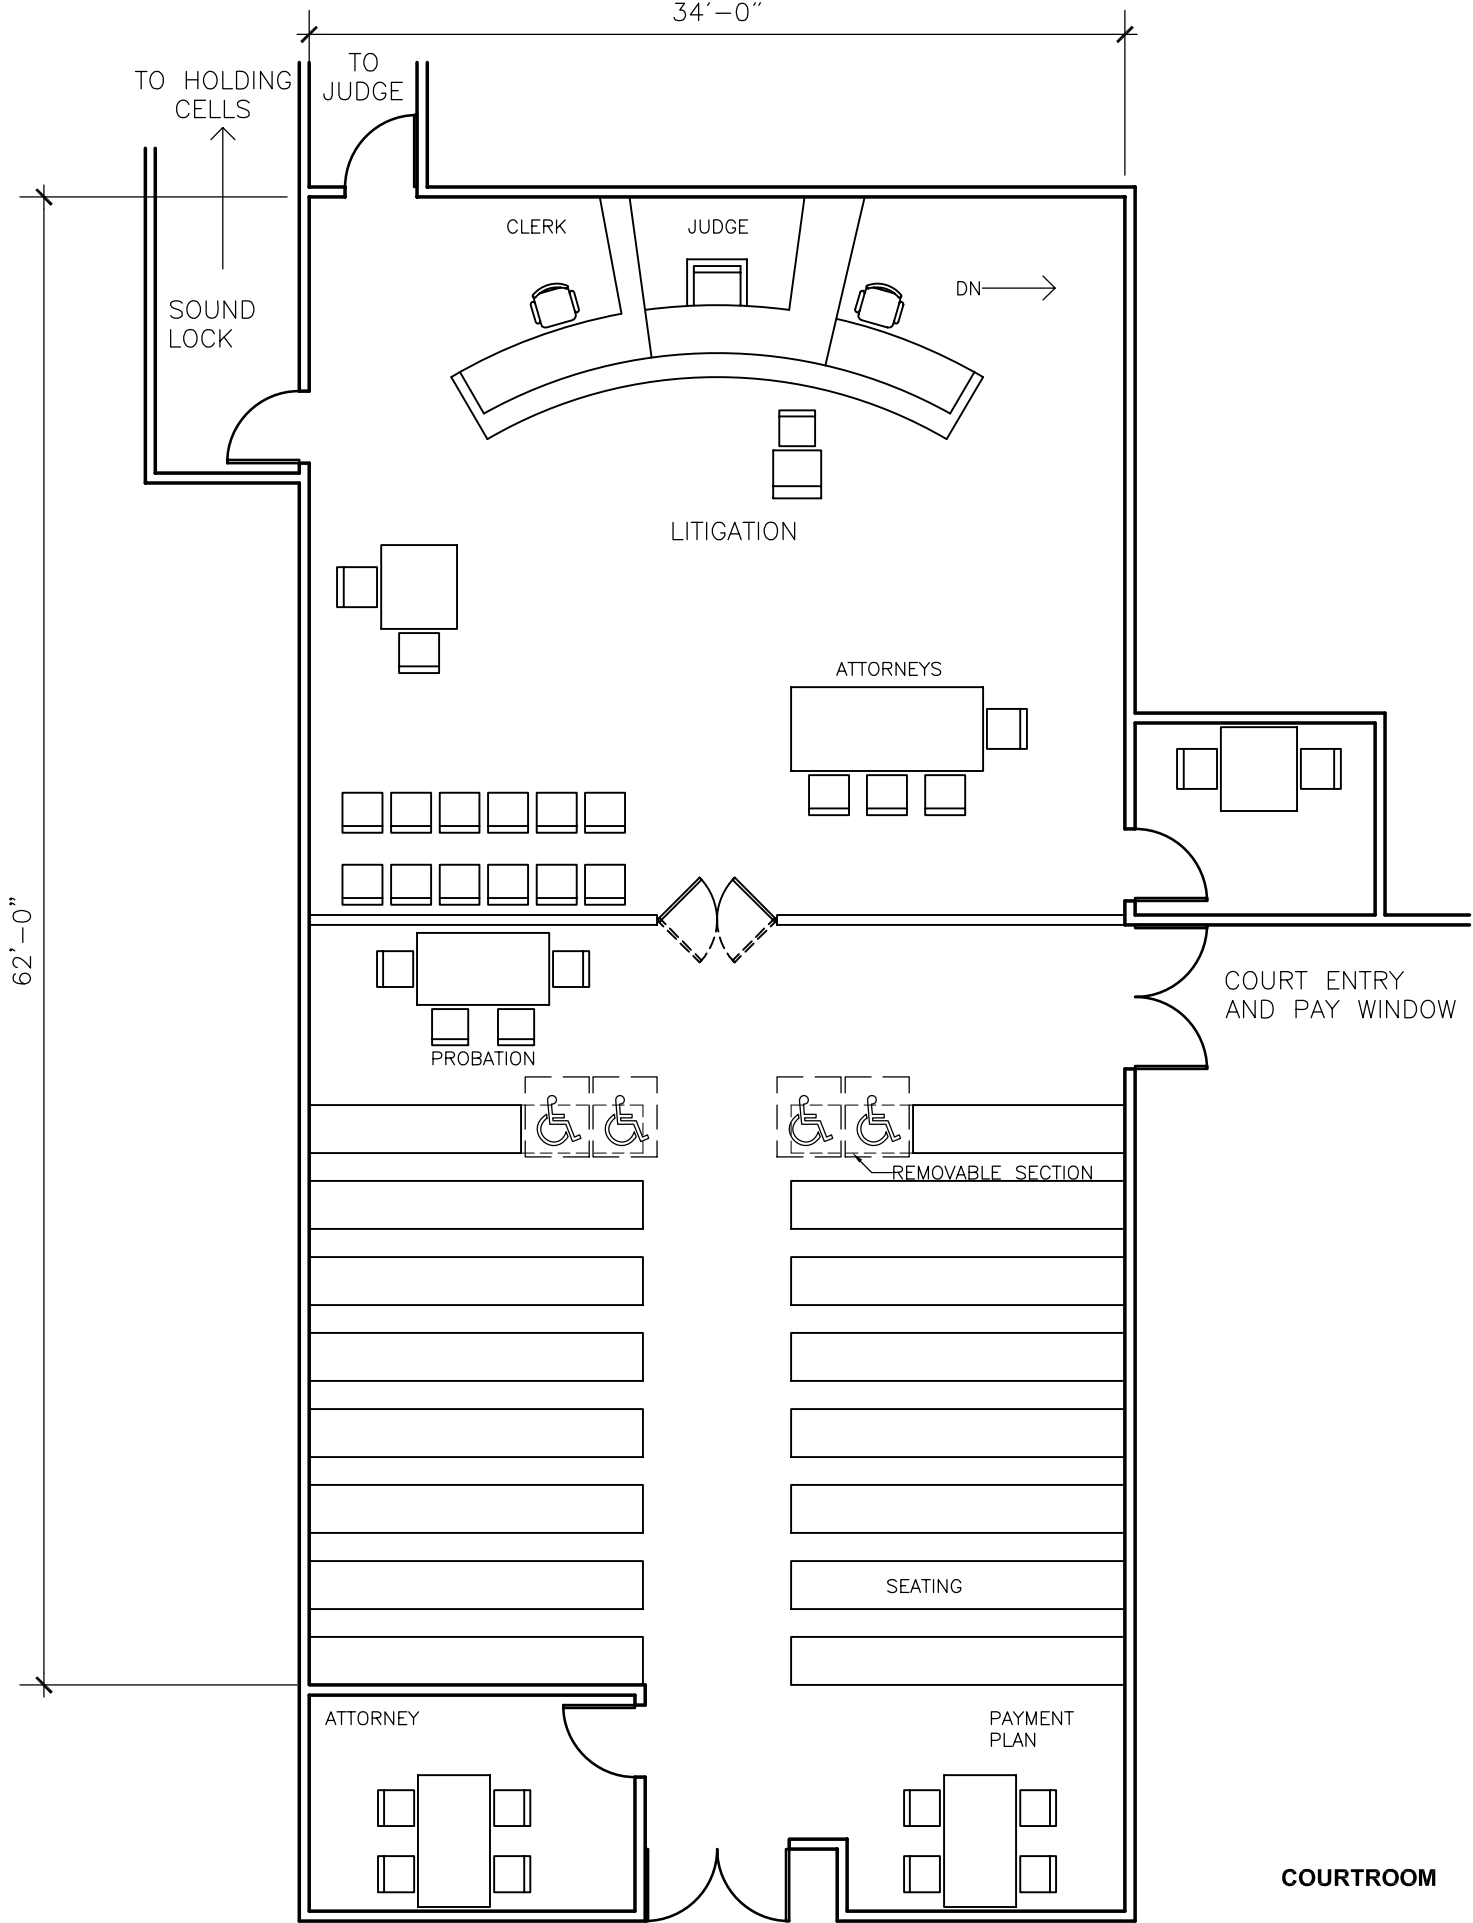 34'-0"
TO HOLDING
CELLS
TO
JUDGE
CLERK
JUDGE
DN
SOUND
LOCK
LITIGATION
ATTORNEYS
62'-0"
COURT ENTRY
AND PAY WINDOW
PROBATION
REMOVABLE SECTION
SEATING
ATTORNEY
PAYMENT
PLAN
COURTROOM